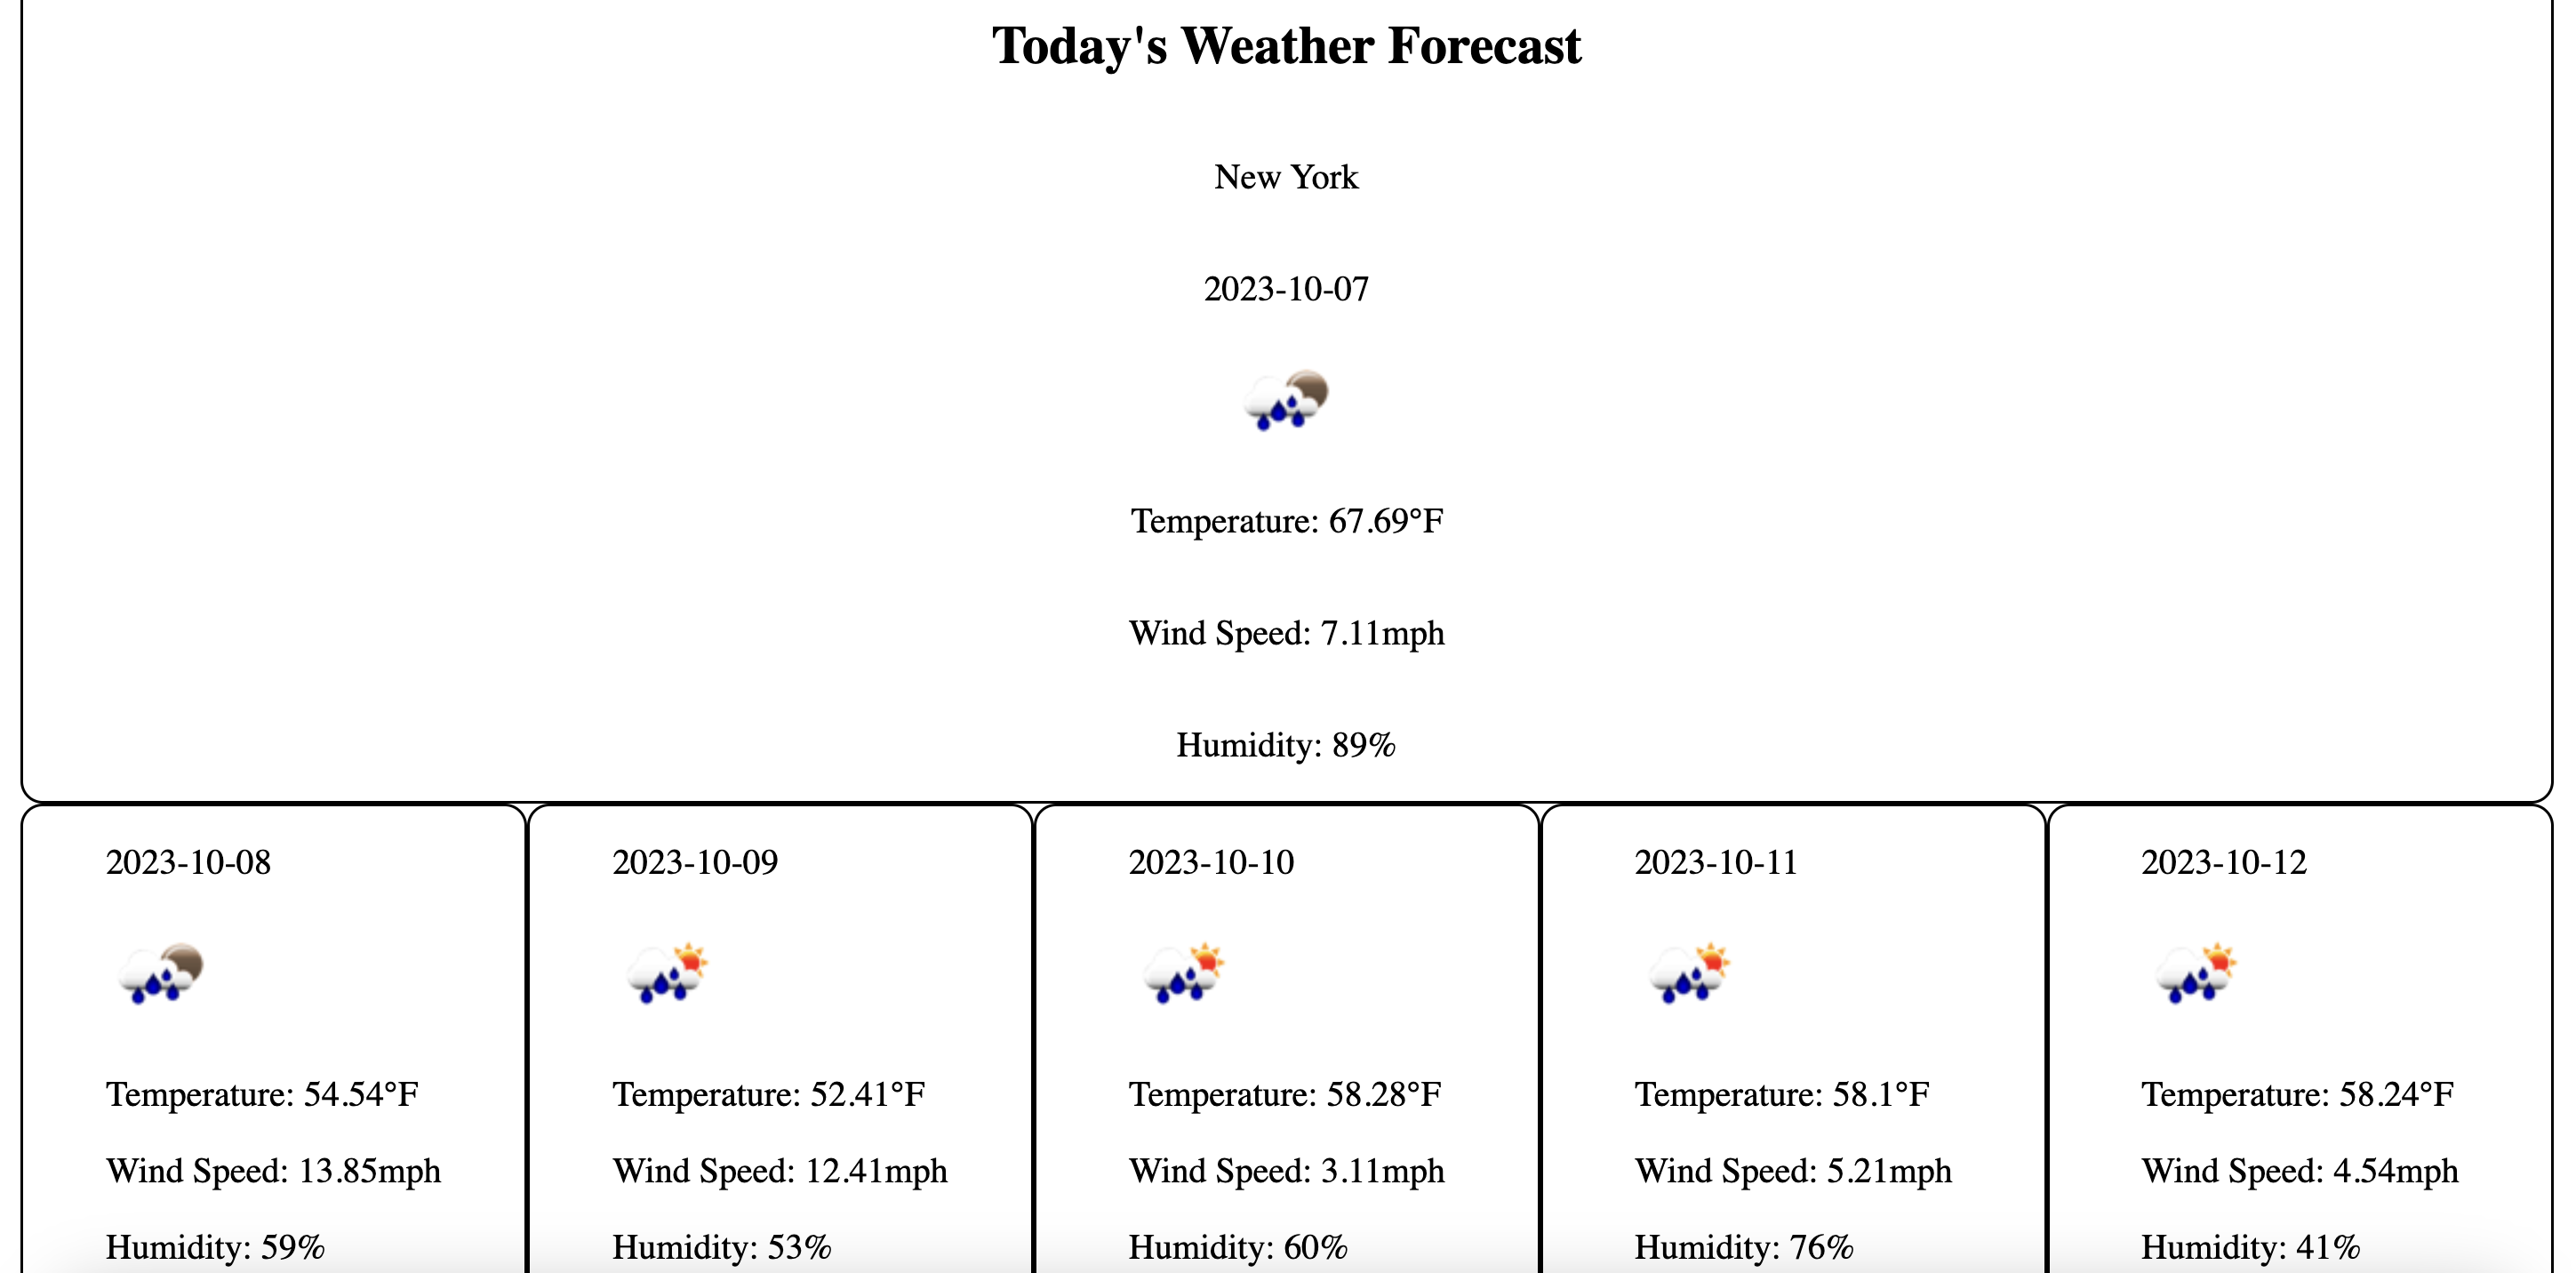 Today's Weather Forecast
New York
2023-10-07
Temperature: 67.69°F
Wind Speed: 7.11mph
Humidity: 89%
2023-10-08
Temperature: 54.54°F
Wind Speed: 13.85mph
Humidity: 59%
2023-10-09
Temperature: 52.41°F
Wind Speed: 12.41mph
Humidity: 53%
2023-10-10
Temperature: 58.28°F
Wind Speed: 3.11mph
Humidity: 60%
2023-10-11
Temperature: 58.1°F
Wind Speed: 5.21mph
Humidity: 76%
2023-10-12
Temperature: 58.24°F
Wind Speed: 4.54mph
Humidity: 41%